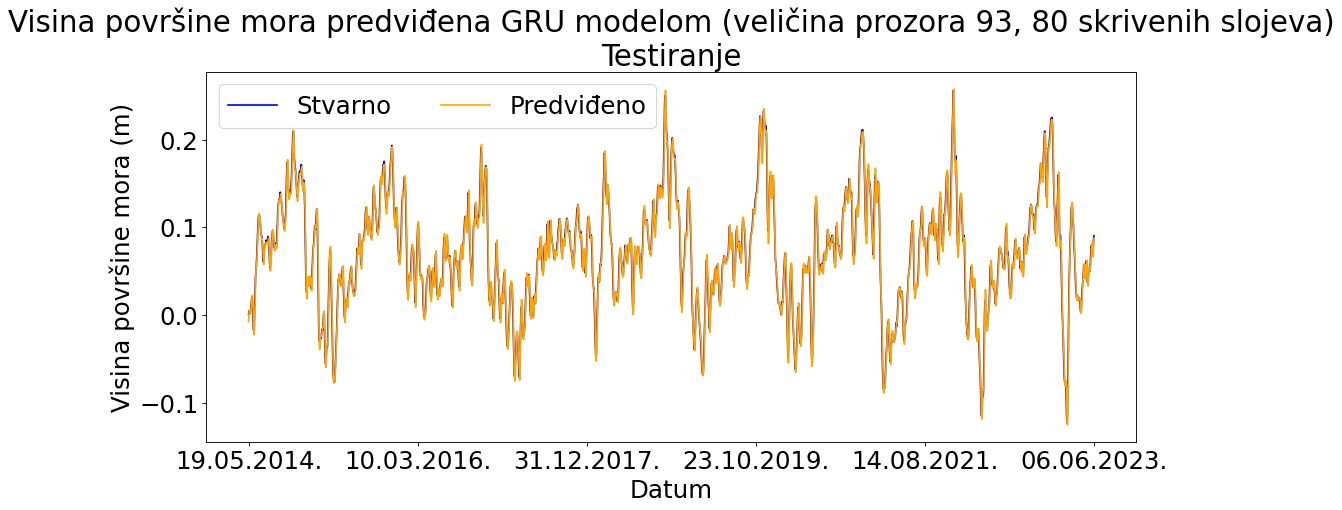 Visina površine mora predviđena GRU modelom (veličina prozora 93, 80 skrivenih slojeva)
Testiranje
Stvarno
Predviđeno
Visina površine mora (m)
0.2
0.1
0.0
−0.1
19.05.2014.
10.03.2016.
31.12.2017.
23.10.2019.
14.08.2021.
06.06.2023.
Datum